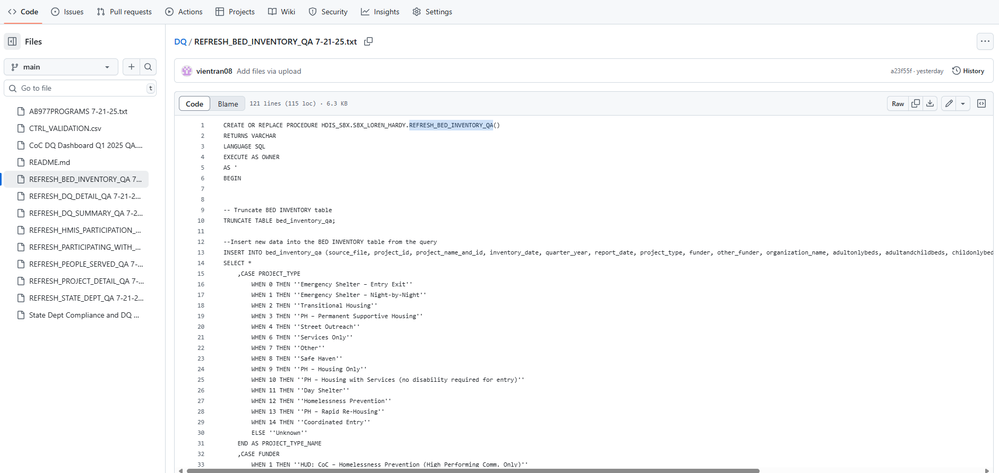 Code Issues Pull requests Actions Projects Wiki Security Insights Settings
Files
main
Go to file
t
AB977PROGRAMS 7-21-25.txt
CTRL_VALIDATION.csv
CoC DQ Dashboard Q1 2025 QA....
README.md
REFRESH_BED_INVENTORY_QA 7...
REFRESH_DQ_DETAIL_QA 7-21-2...
REFRESH_DQ_SUMMARY_QA 7-2...
REFRESH_HMIS_PARTICIPATION_...
REFRESH_PARTICIPATING_WITH_...
REFRESH_PEOPLE_SERVED_QA 7-...
REFRESH_PROJECT_DETAIL_QA 7-...
REFRESH_STATE_DEPT_QA 7-21-2...
State Dept Compliance and DQ ...
DQ / REFRESH_BED_INVENTORY_QA 7-21-25.txt
vientran08 Add files via upload
a23f55f · yesterday History
Code Blame 121 lines (115 loc) · 6.3 KB
Raw
1 CREATE OR REPLACE PROCEDURE HDIS_SBX.SBX_LOREN_HARDY.REFRESH_BED_INVENTORY_QA()
2 RETURNS VARCHAR
3 LANGUAGE SQL
4 EXECUTE AS OWNER
5 AS '
6 BEGIN
7
8
9 -- Truncate BED INVENTORY table
10 TRUNCATE TABLE bed_inventory_qa;
11
12 --Insert new data into the BED INVENTORY table from the query
13 INSERT INTO bed_inventory_qa (source_file, project_id, project_name_and_id, inventory_date, quarter_year, report_date, project_type, funder, other_funder, organization_name, adultonlybeds, adultandchildbeds, childonlybed
14 SELECT *
15 ,CASE PROJECT_TYPE
16 WHEN 0 THEN ''Emergency Shelter – Entry Exit''
17 WHEN 1 THEN ''Emergency Shelter – Night-by-Night''
18 WHEN 2 THEN ''Transitional Housing''
19 WHEN 3 THEN ''PH – Permanent Supportive Housing''
20 WHEN 4 THEN ''Street Outreach''
21 WHEN 6 THEN ''Services Only''
22 WHEN 7 THEN ''Other''
23 WHEN 8 THEN ''Safe Haven''
24 WHEN 9 THEN ''PH – Housing Only''
25 WHEN 10 THEN ''PH – Housing with Services (no disability required for entry)''
26 WHEN 11 THEN ''Day Shelter''
27 WHEN 12 THEN ''Homelessness Prevention''
28 WHEN 13 THEN ''PH – Rapid Re-Housing''
29 WHEN 14 THEN ''Coordinated Entry''
30 ELSE ''Unknown''
31 END AS PROJECT_TYPE_NAME
32 ,CASE FUNDER
33 WHEN 1 THEN ''HUD: CoC – Homelessness Prevention (High Performing Comm. Only)''